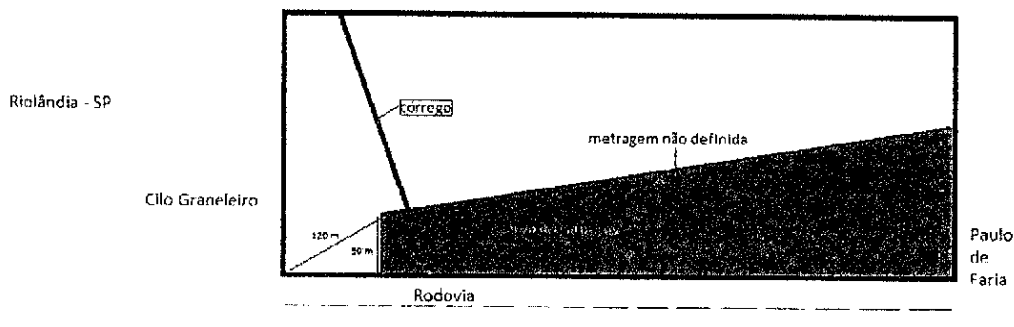 Riolândia - SP
córrego
metragem não definida
Cilo Graneleiro
120 m
50 m
Paulo
de
Faria
Rodovia